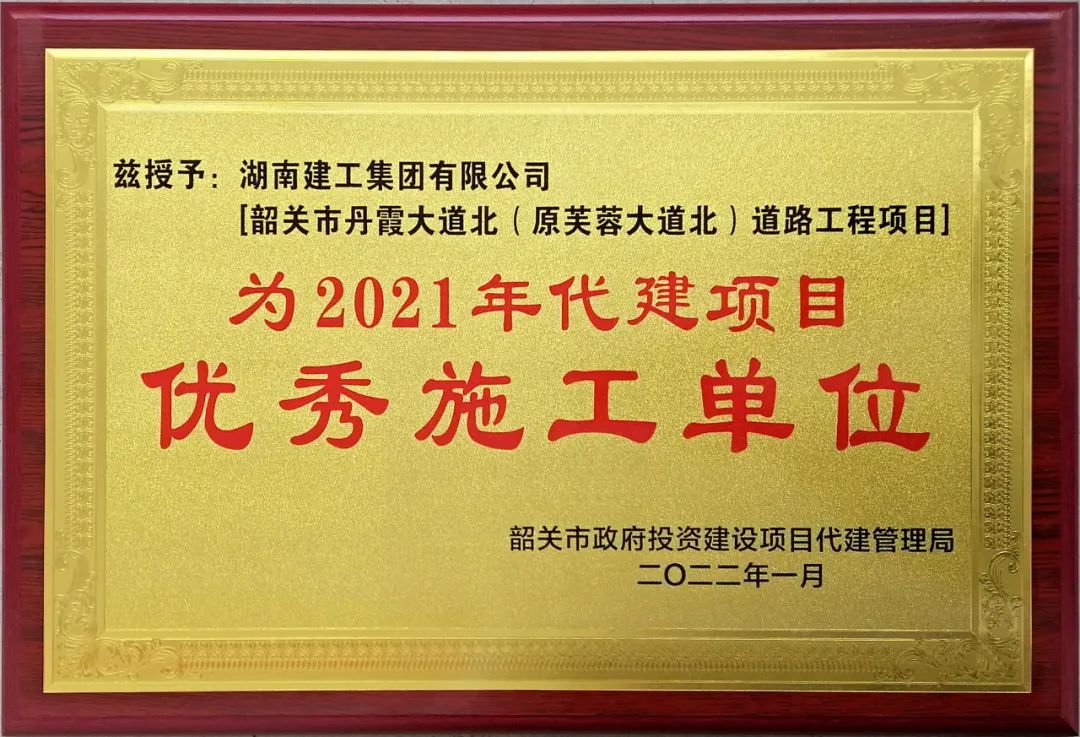 兹授予：湖南建工集团有限公司
[韶关市丹霞大道北（原芙蓉大道北）道路工程项目]
为2021年代建项目
优秀施工单位
韶关市政府投资建设项目代建管理局
二〇二二年一月